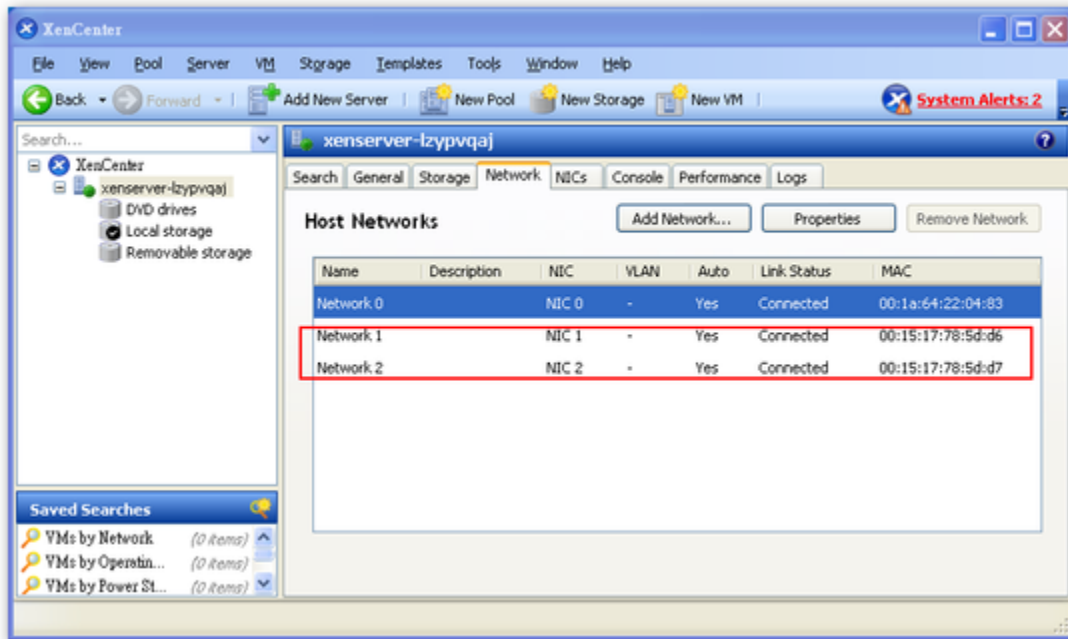 XenCenter
File View Pool Server VM Storage Templates Tools Window Help
Back Forward Add New Server New Pool New Storage New VM System Alerts: 2
Search...
XenCenter
xenserver-lzypvqaj
DVD drives
Local storage
Removable storage
Saved Searches
VMs by Network (0 items)
VMs by Operatin... (0 items)
VMs by Power St... (0 items)
xenserver-lzypvqaj
Search General Storage Network NICs Console Performance Logs
Host Networks Add Network... Properties Remove Network
Name Description NIC VLAN Auto Link Status MAC
Network 0 NIC 0 - Yes Connected 00:1a:64:22:04:83
Network 1 NIC 1 - Yes Connected 00:15:17:78:5d:d6
Network 2 NIC 2 - Yes Connected 00:15:17:78:5d:d7